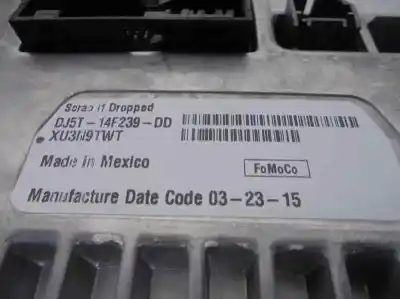 Scrap If Dropped
DJ5T-14F239-DD
XU3N9TWT
Made in Mexico
FoMoCo
Manufacture Date Code 03-23-15